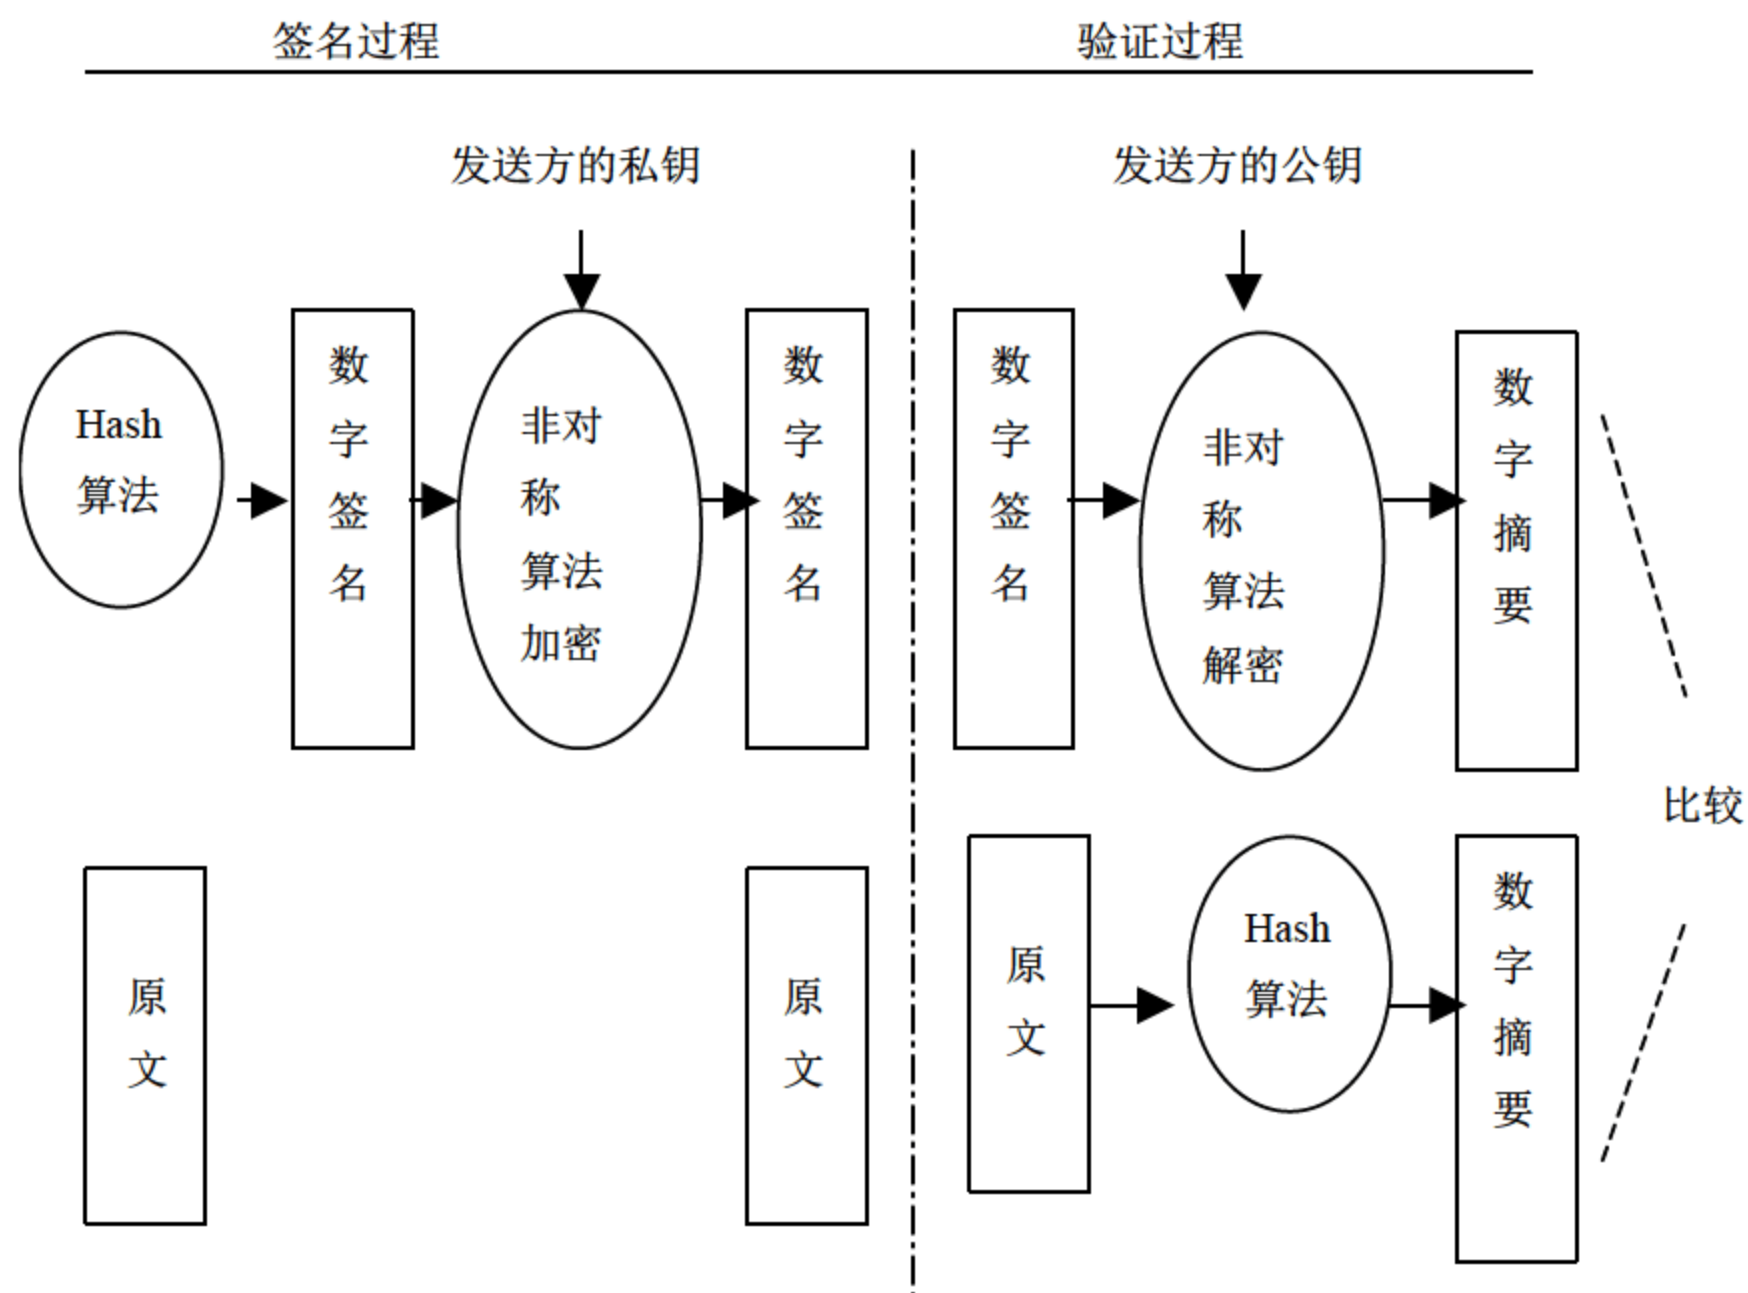 签名过程
验证过程
发送方的私钥
发送方的公钥
Hash
算法
数
字
签
名
非对
称
算法
加密
数
字
签
名
数
字
签
名
非对
称
算法
解密
数
字
摘
要
比较
原
文
原
文
原
文
Hash
算法
数
字
摘
要